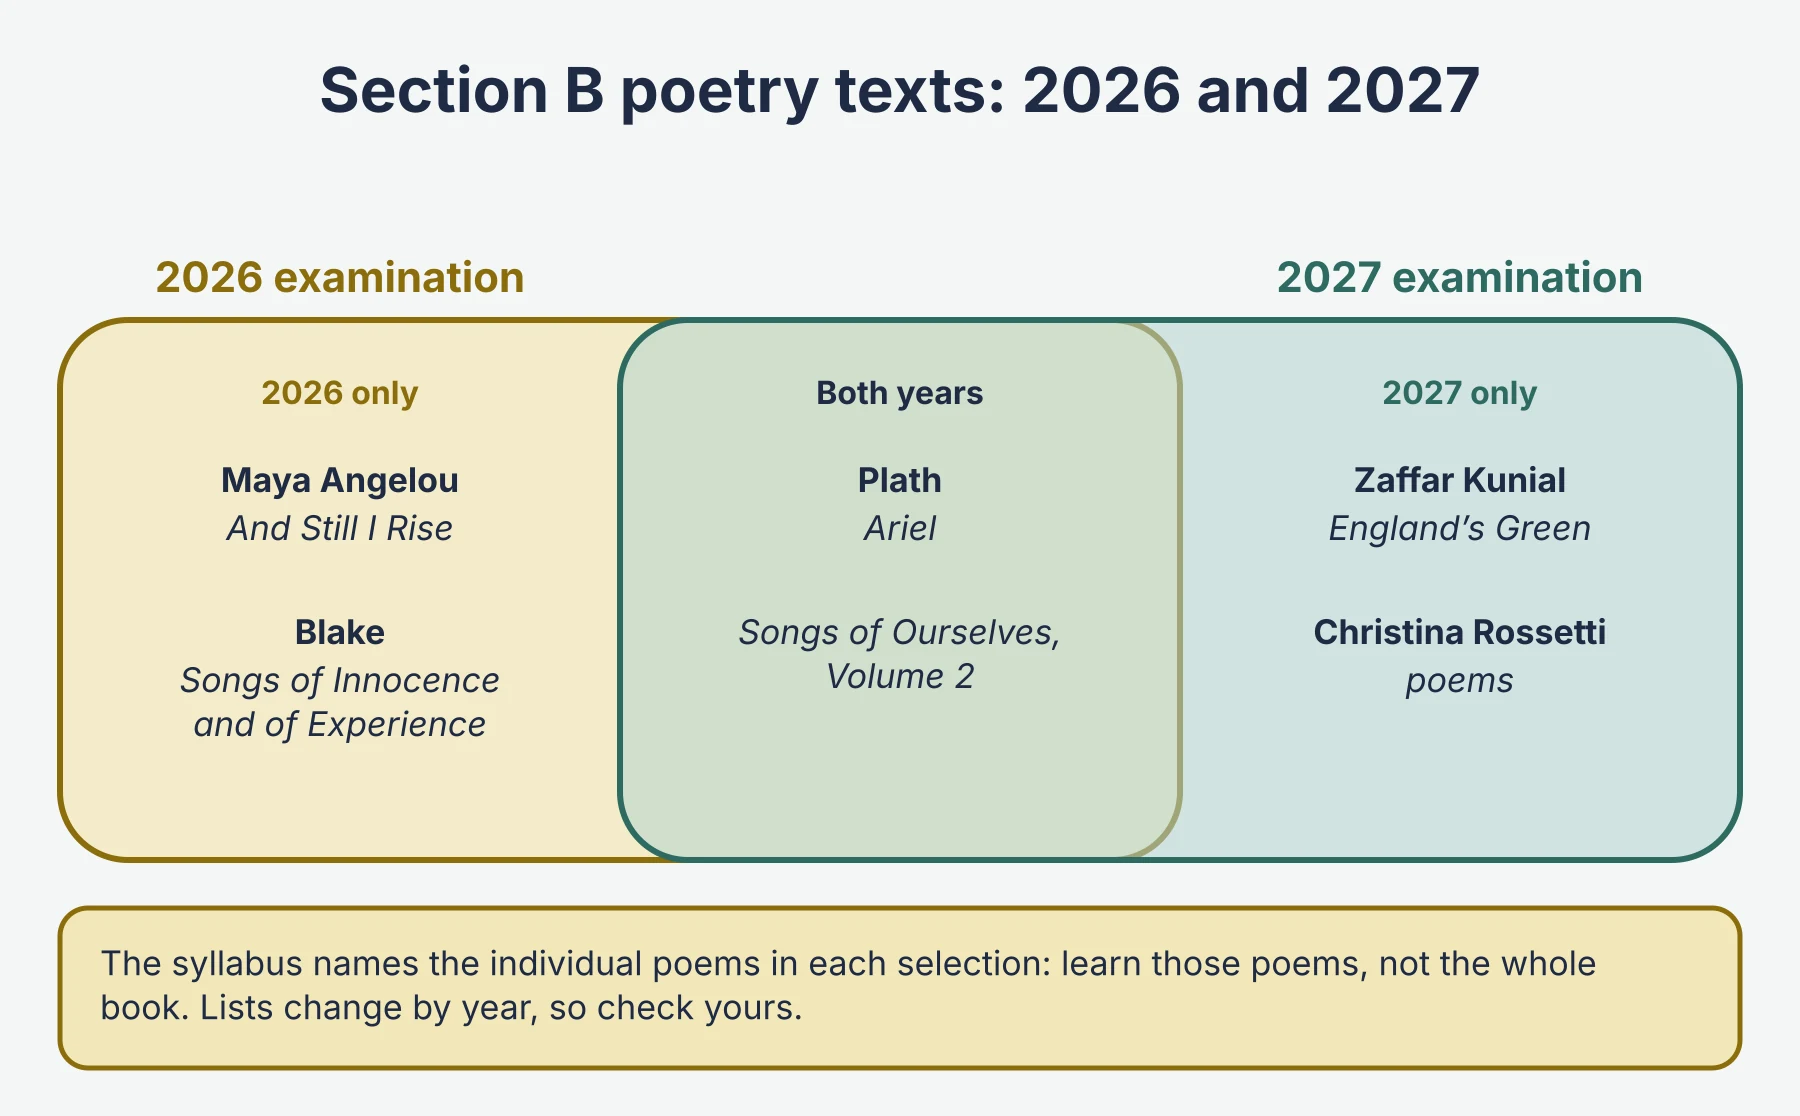 Section B poetry texts: 2026 and 2027
2026 examination
2027 examination
2026 only
Maya Angelou
And Still I Rise
Blake
Songs of Innocence
and of Experience
Both years
Plath
Ariel
Songs of Ourselves,
Volume 2
2027 only
Zaffar Kunial
England’s Green
Christina Rossetti
poems
The syllabus names the individual poems in each selection: learn those poems, not the whole
book. Lists change by year, so check yours.